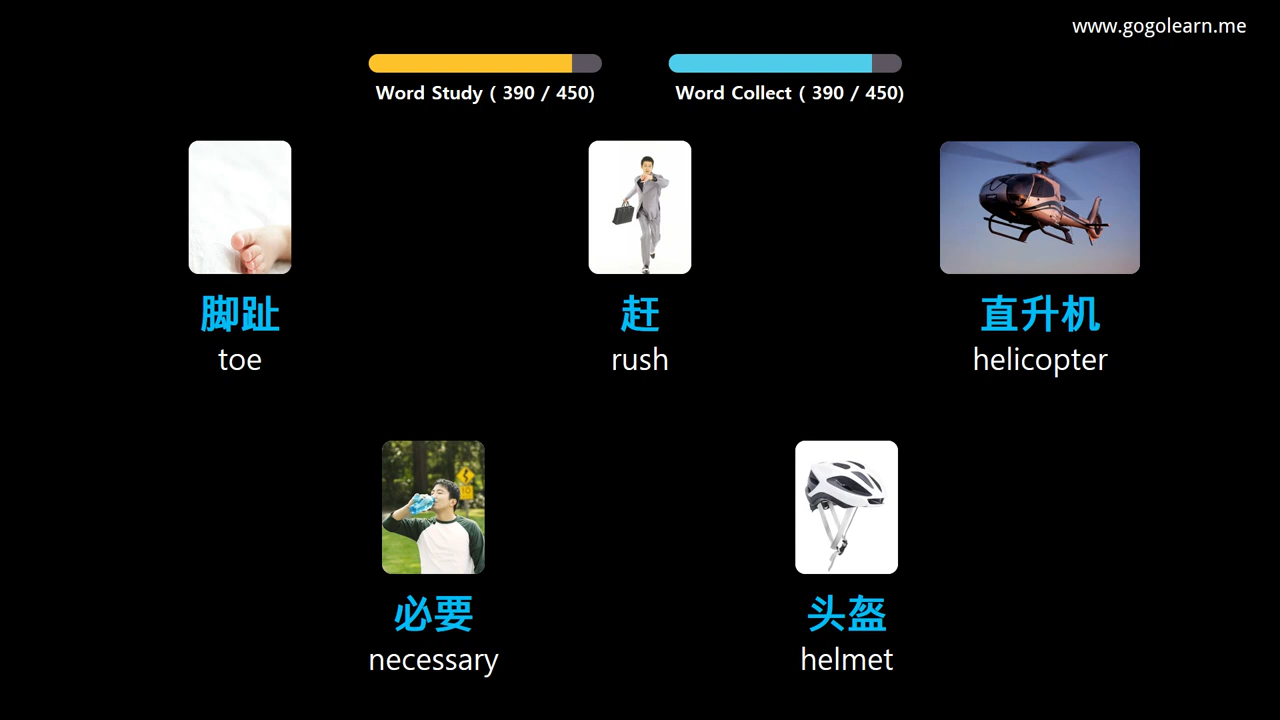 www.gogolearn.me
Word Study ( 390 / 450)
Word Collect ( 390 / 450)
脚趾
toe
赶
rush
直升机
helicopter
必要
necessary
头盔
helmet